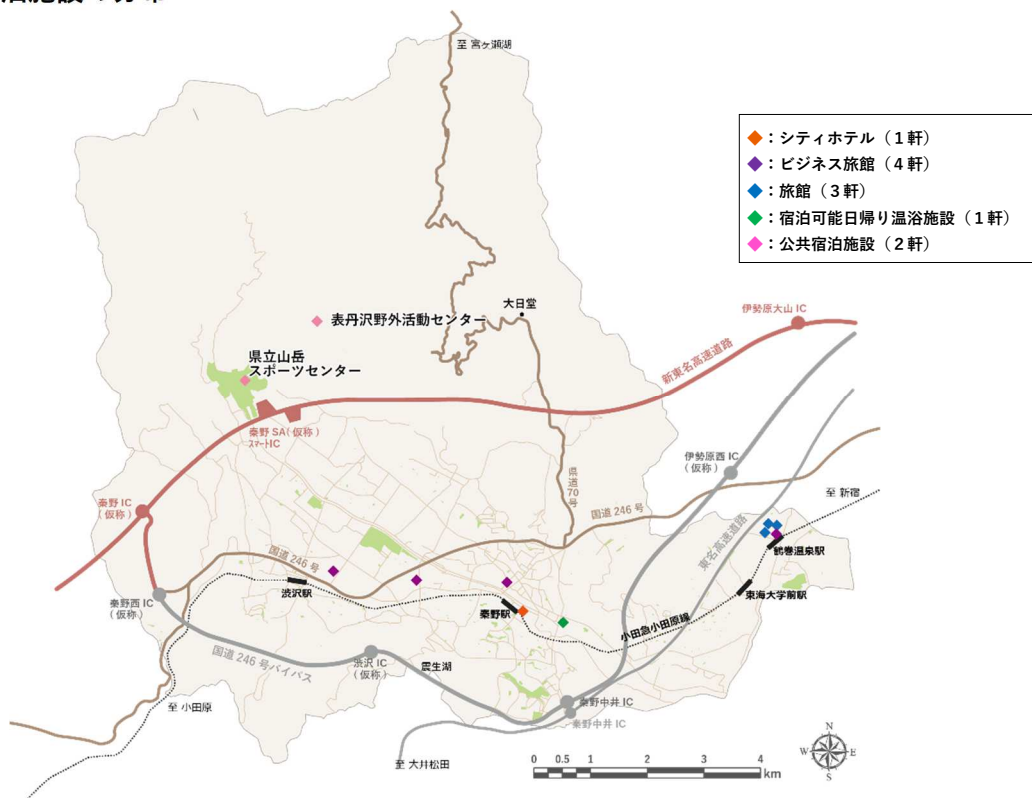 至 宮ヶ瀬湖
◆：シティホテル（１軒）
◆：ビジネス旅館（４軒）
◆：旅館（３軒）
◆：宿泊可能日帰り温浴施設（１軒）
◆：公共宿泊施設（２軒）
大日堂
伊勢原大山 IC
表丹沢野外活動センター
新東名高速道路
県立山岳
スポーツセンター
秦野 SA(仮称)
ｽﾏｰﾄIC
伊勢原西 IC
(仮称)
県道
70号
至 新宿
秦野 IC
(仮称)
国道 246 号
東名高速道路
鶴巻温泉駅
国道 246 号
渋沢駅
東海大学前駅
秦野西 IC
(仮称)
秦野駅
小田急小田原線
国道 246 号バイパス
渋沢 IC
(仮称)
震生湖
至 小田原
秦野中井 IC
秦野中井 IC
至 大井松田
N
W
E
S
0 0.5 1 2 3 4
km